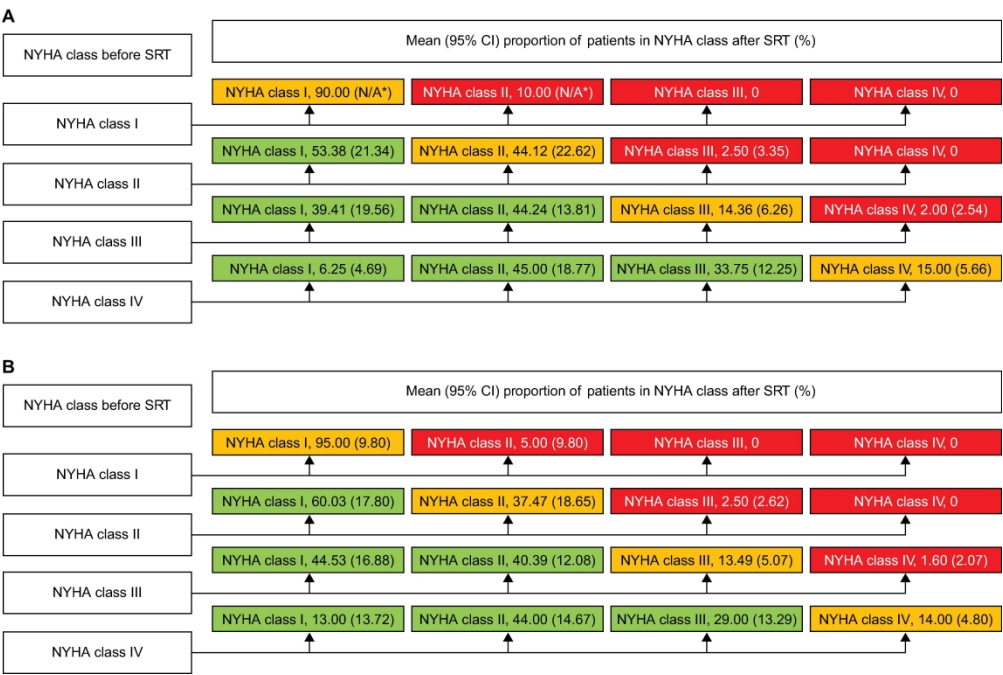 A
NYHA class before SRT
Mean (95% CI) proportion of patients in NYHA class after SRT (%)
NYHA class I, 90.00 (N/A*)
NYHA class II, 10.00 (N/A*)
NYHA class III, 0
NYHA class IV, 0
NYHA class I
NYHA class I, 53.38 (21.34)
NYHA class II, 44.12 (22.62)
NYHA class III, 2.50 (3.35)
NYHA class IV, 0
NYHA class II
NYHA class I, 39.41 (19.56)
NYHA class II, 44.24 (13.81)
NYHA class III, 14.36 (6.26)
NYHA class IV, 2.00 (2.54)
NYHA class III
NYHA class I, 6.25 (4.69)
NYHA class II, 45.00 (18.77)
NYHA class III, 33.75 (12.25)
NYHA class IV, 15.00 (5.66)
NYHA class IV
B
NYHA class before SRT
Mean (95% CI) proportion of patients in NYHA class after SRT (%)
NYHA class I, 95.00 (9.80)
NYHA class II, 5.00 (9.80)
NYHA class III, 0
NYHA class IV, 0
NYHA class I
NYHA class I, 60.03 (17.80)
NYHA class II, 37.47 (18.65)
NYHA class III, 2.50 (2.62)
NYHA class IV, 0
NYHA class II
NYHA class I, 44.53 (16.88)
NYHA class II, 40.39 (12.08)
NYHA class III, 13.49 (5.07)
NYHA class IV, 1.60 (2.07)
NYHA class III
NYHA class I, 13.00 (13.72)
NYHA class II, 44.00 (14.67)
NYHA class III, 29.00 (13.29)
NYHA class IV, 14.00 (4.80)
NYHA class IV